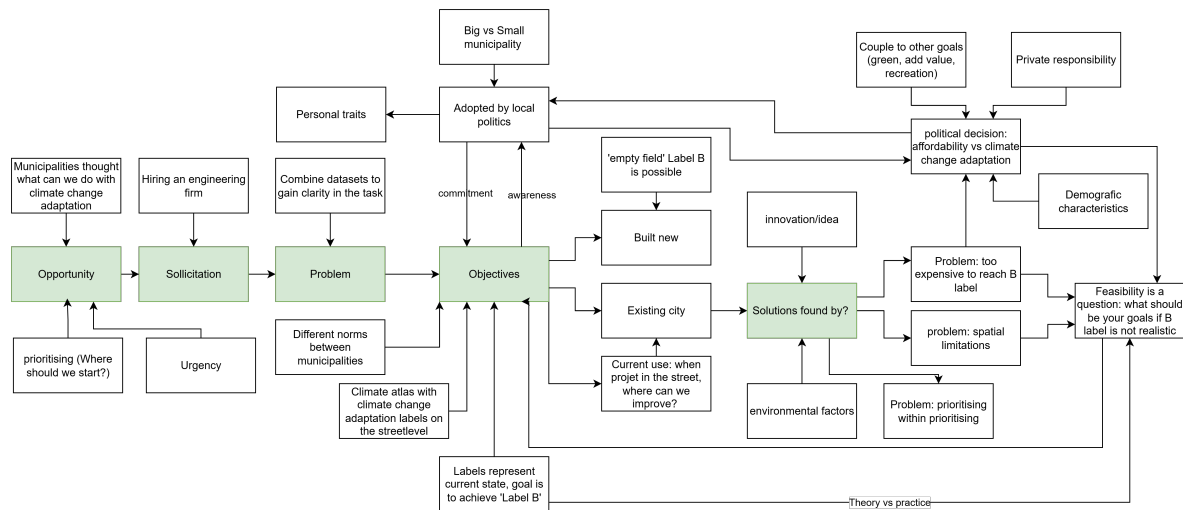 Big vs Small
municipality
Couple to other goals
(green, add value,
recreation)
Private responsibility
Personal traits
Adopted by local
politics
political decision:
affordability vs climate
change adaptation
'empty field' Label B
is possible
Municipalities thought
what can we do with
climate change
adaptation
Hiring an engineering
firm
Combine datasets to
gain clarity in the task
commitment
awareness
Demografic
characteristics
innovation/idea
Built new
Opportunity
Sollicitation
Problem
Objectives
Problem: too
expensive to reach B
label
Existing city
Solutions found by?
Feasibility is a
question: what should
be your goals if B
label is not realistic
problem: spatial
limitations
Different norms
between
municipalities
prioritising (Where
should we start?)
Urgency
Current use: when
projet in the street,
where can we
improve?
Climate atlas with
climate change
adaptation labels on
the streetlevel
environmental factors
Problem: prioritising
within prioritising
Labels represent
current state, goal is
to achieve 'Label B'
Theory vs practice